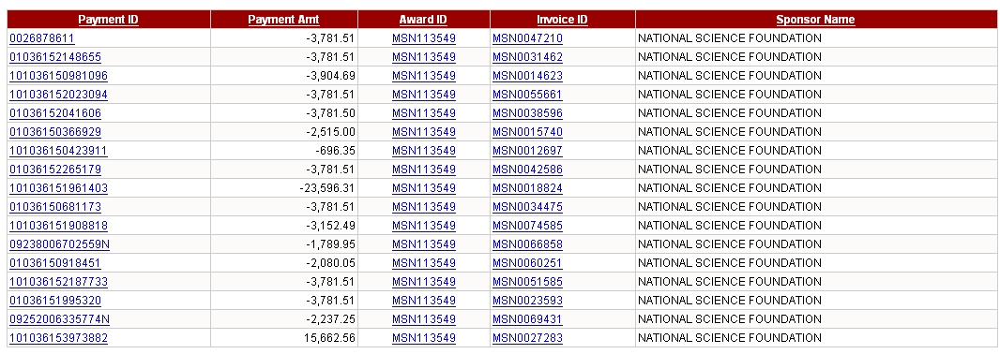 Payment ID Payment Amt Award ID Invoice ID Sponsor Name
0026878611 -3,781.51 MSN113549 MSN0047210 NATIONAL SCIENCE FOUNDATION
01036152148655 -3,781.51 MSN113549 MSN0031462 NATIONAL SCIENCE FOUNDATION
101036150981096 -3,904.69 MSN113549 MSN0014623 NATIONAL SCIENCE FOUNDATION
101036152023094 -3,781.51 MSN113549 MSN0055661 NATIONAL SCIENCE FOUNDATION
01036152041606 -3,781.50 MSN113549 MSN0038596 NATIONAL SCIENCE FOUNDATION
01036150366929 -2,515.00 MSN113549 MSN0015740 NATIONAL SCIENCE FOUNDATION
101036150423911 -696.35 MSN113549 MSN0012697 NATIONAL SCIENCE FOUNDATION
01036152265179 -3,781.51 MSN113549 MSN0042586 NATIONAL SCIENCE FOUNDATION
101036151961403 -23,596.31 MSN113549 MSN0018824 NATIONAL SCIENCE FOUNDATION
01036150681173 -3,781.51 MSN113549 MSN0034475 NATIONAL SCIENCE FOUNDATION
101036151908818 -3,152.49 MSN113549 MSN0074585 NATIONAL SCIENCE FOUNDATION
09238006702559N -1,789.95 MSN113549 MSN0066858 NATIONAL SCIENCE FOUNDATION
01036150918451 -2,080.05 MSN113549 MSN0060251 NATIONAL SCIENCE FOUNDATION
101036152187733 -3,781.51 MSN113549 MSN0051585 NATIONAL SCIENCE FOUNDATION
01036151995320 -3,781.51 MSN113549 MSN0023593 NATIONAL SCIENCE FOUNDATION
09252006335774N -2,237.25 MSN113549 MSN0069431 NATIONAL SCIENCE FOUNDATION
101036153973882 15,662.56 MSN113549 MSN0027283 NATIONAL SCIENCE FOUNDATION